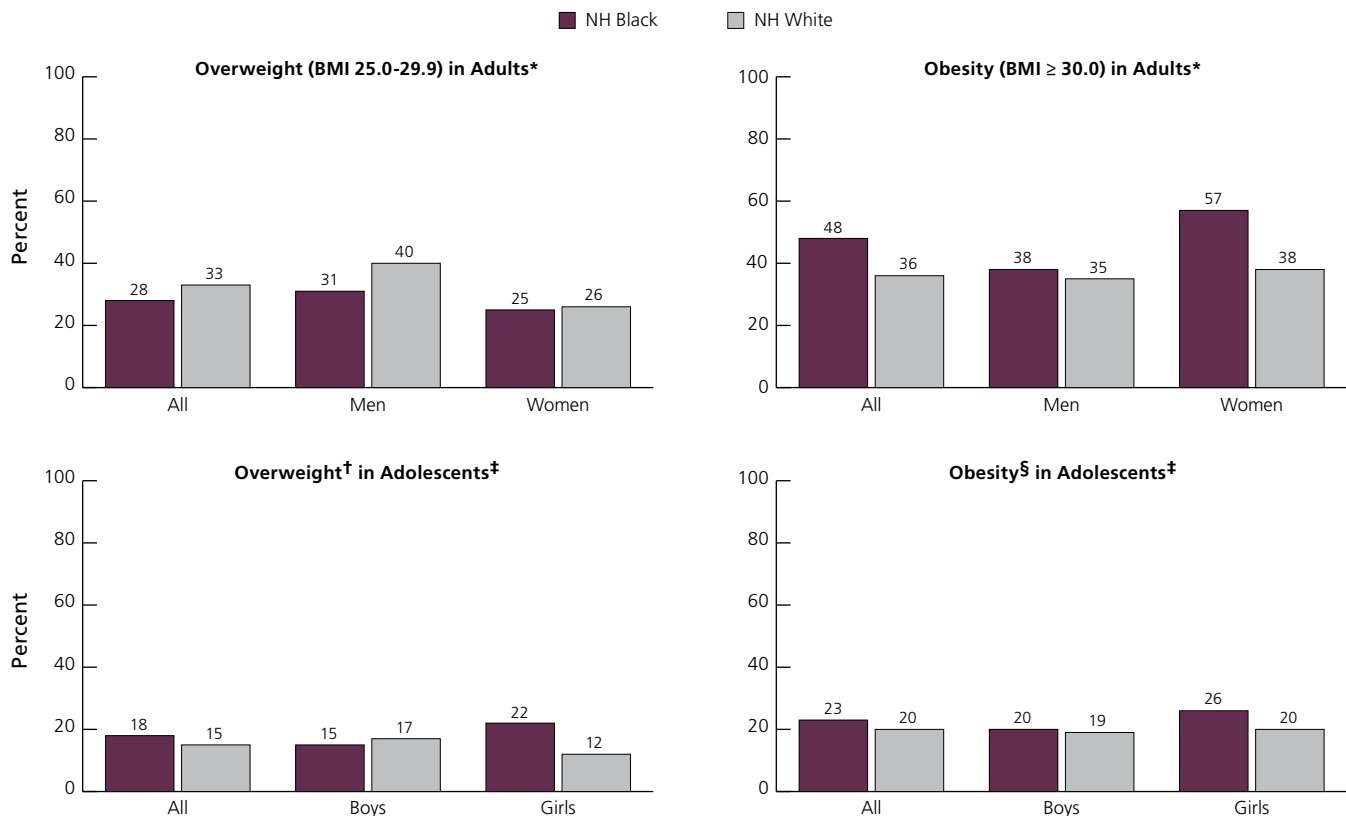 NH Black NH White
Overweight (BMI 25.0-29.9) in Adults*
Percent
100
80
60
40
20
0
28 33 31 40 25 26
All Men Women
Obesity (BMI ≥ 30.0) in Adults*
100
80
60
40
20
0
48 36 38 35 57 38
All Men Women
Overweight† in Adolescents‡
Percent
100
80
60
40
20
0
18 15 15 17 22 12
All Boys Girls
Obesity§ in Adolescents‡
100
80
60
40
20
0
23 20 20 19 26 20
All Boys Girls